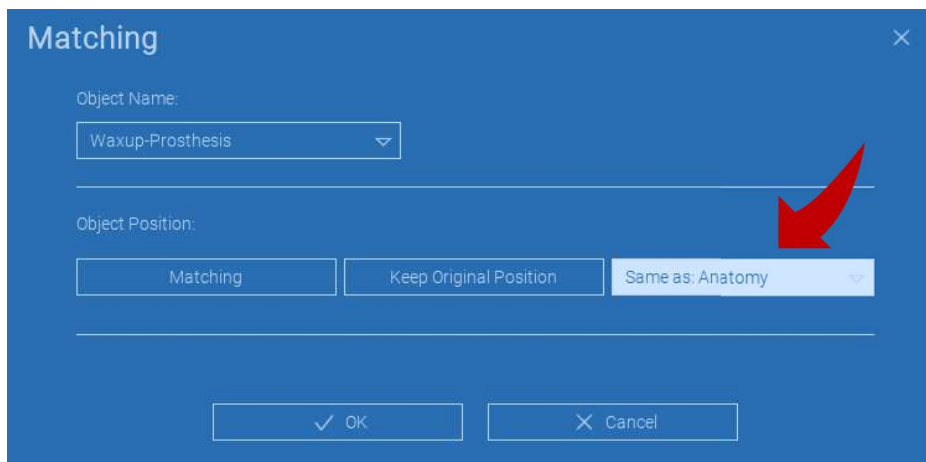 Matching
Object Name:
Waxup-Prosthesis
Object Position:
Matching
Keep Original Position
Same as: Anatomy
OK
Cancel